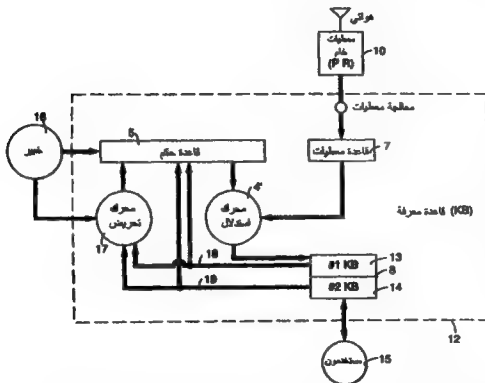 هوائي
معطيات
خام
(P R)
10
معالجة معطيات
16
خبير
5
قاعدة حكم
7
قاعدة معطيات
محرك
تحريض
17
4'
محرك
استدلال
قاعدة معرفة (KB)
18
19
#1 KB
13
8
#2 KB
14
12
مستخدمون
15